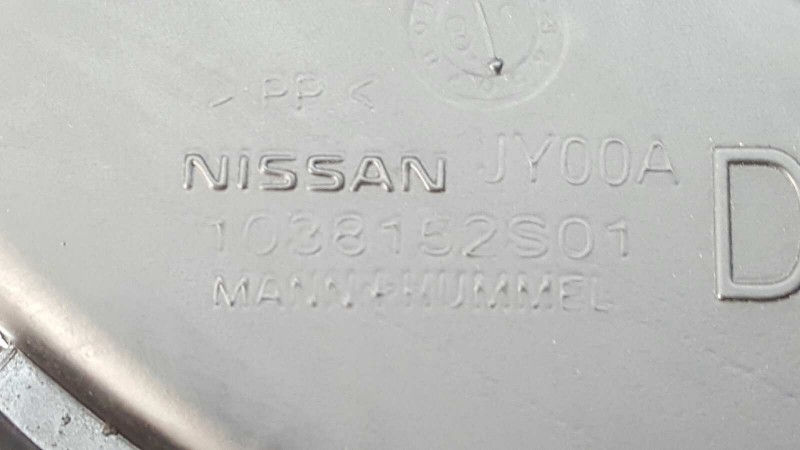 > PP <
NISSAN JY00A
1038152S01
MANN+HUMMEL
D